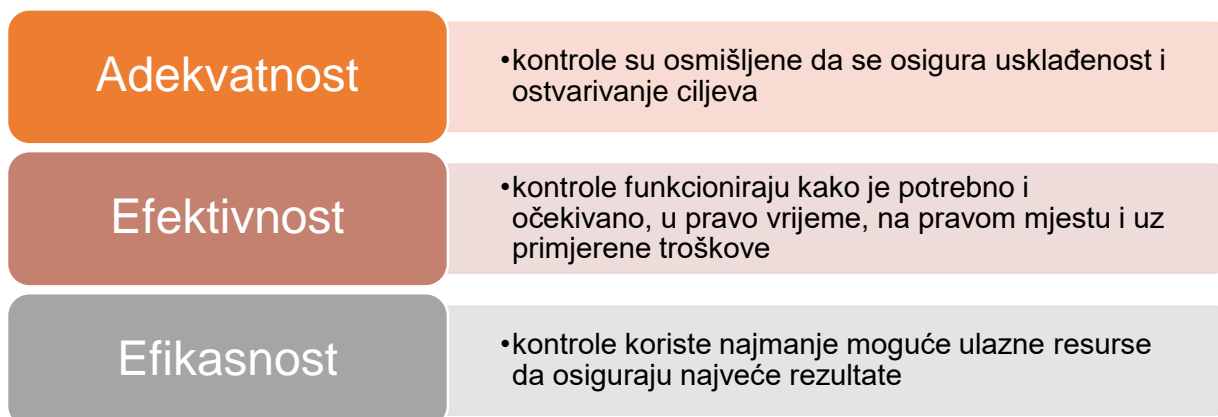 Adekvatnost
•kontrole su osmišljene da se osigura usklađenost i
ostvarivanje ciljeva
Efektivnost
•kontrole funkcioniraju kako je potrebno i
očekivano, u pravo vrijeme, na pravom mjestu i uz
primjerene troškove
Efikasnost
•kontrole koriste najmanje moguće ulazne resurse
da osiguraju najveće rezultate